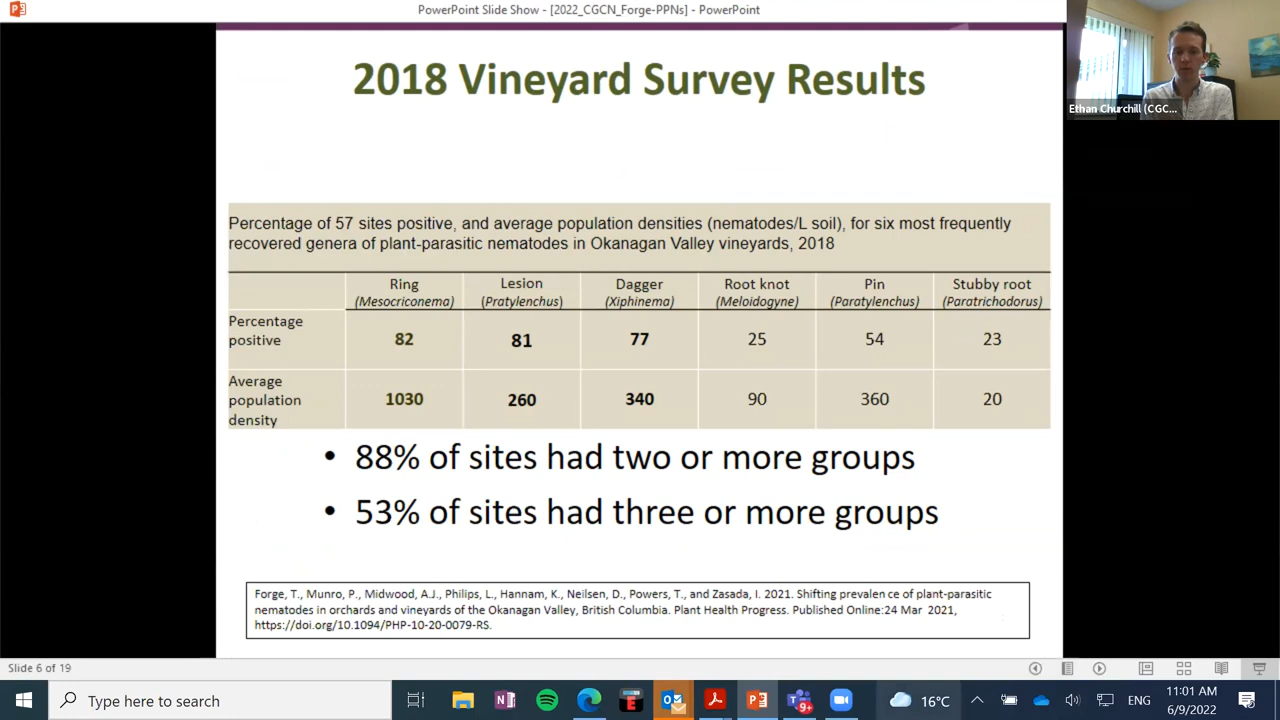 PowerPoint Slide Show - [2022_CGCN_Forge-PPNs] - PowerPoint
2018 Vineyard Survey Results
Ethan Churchill (CGC...
Percentage of 57 sites positive, and average population densities (nematodes/L soil), for six most frequently
recovered genera of plant-parasitic nematodes in Okanagan Valley vineyards, 2018
Ring Lesion Dagger Root knot Pin Stubby root
(Mesocriconema) (Pratylenchus) (Xiphinema) (Meloidogyne) (Paratylenchus) (Paratrichodorus)
Percentage
positive 82 81 77 25 54 23
Average
population 1030 260 340 90 360 20
density
• 88% of sites had two or more groups
• 53% of sites had three or more groups
Forge, T., Munro, P., Midwood, A.J., Philips, L., Hannam, K., Neilsen, D., Powers, T., and Zasada, I. 2021. Shifting prevalen ce of plant-parasitic
nematodes in orchards and vineyards of the Okanagan Valley, British Columbia. Plant Health Progress. Published Online:24 Mar 2021,
https://doi.org/10.1094/PHP-10-20-0079-RS.
Slide 6 of 19
Type here to search
9+
16°C
ENG
11:01 AM
6/9/2022